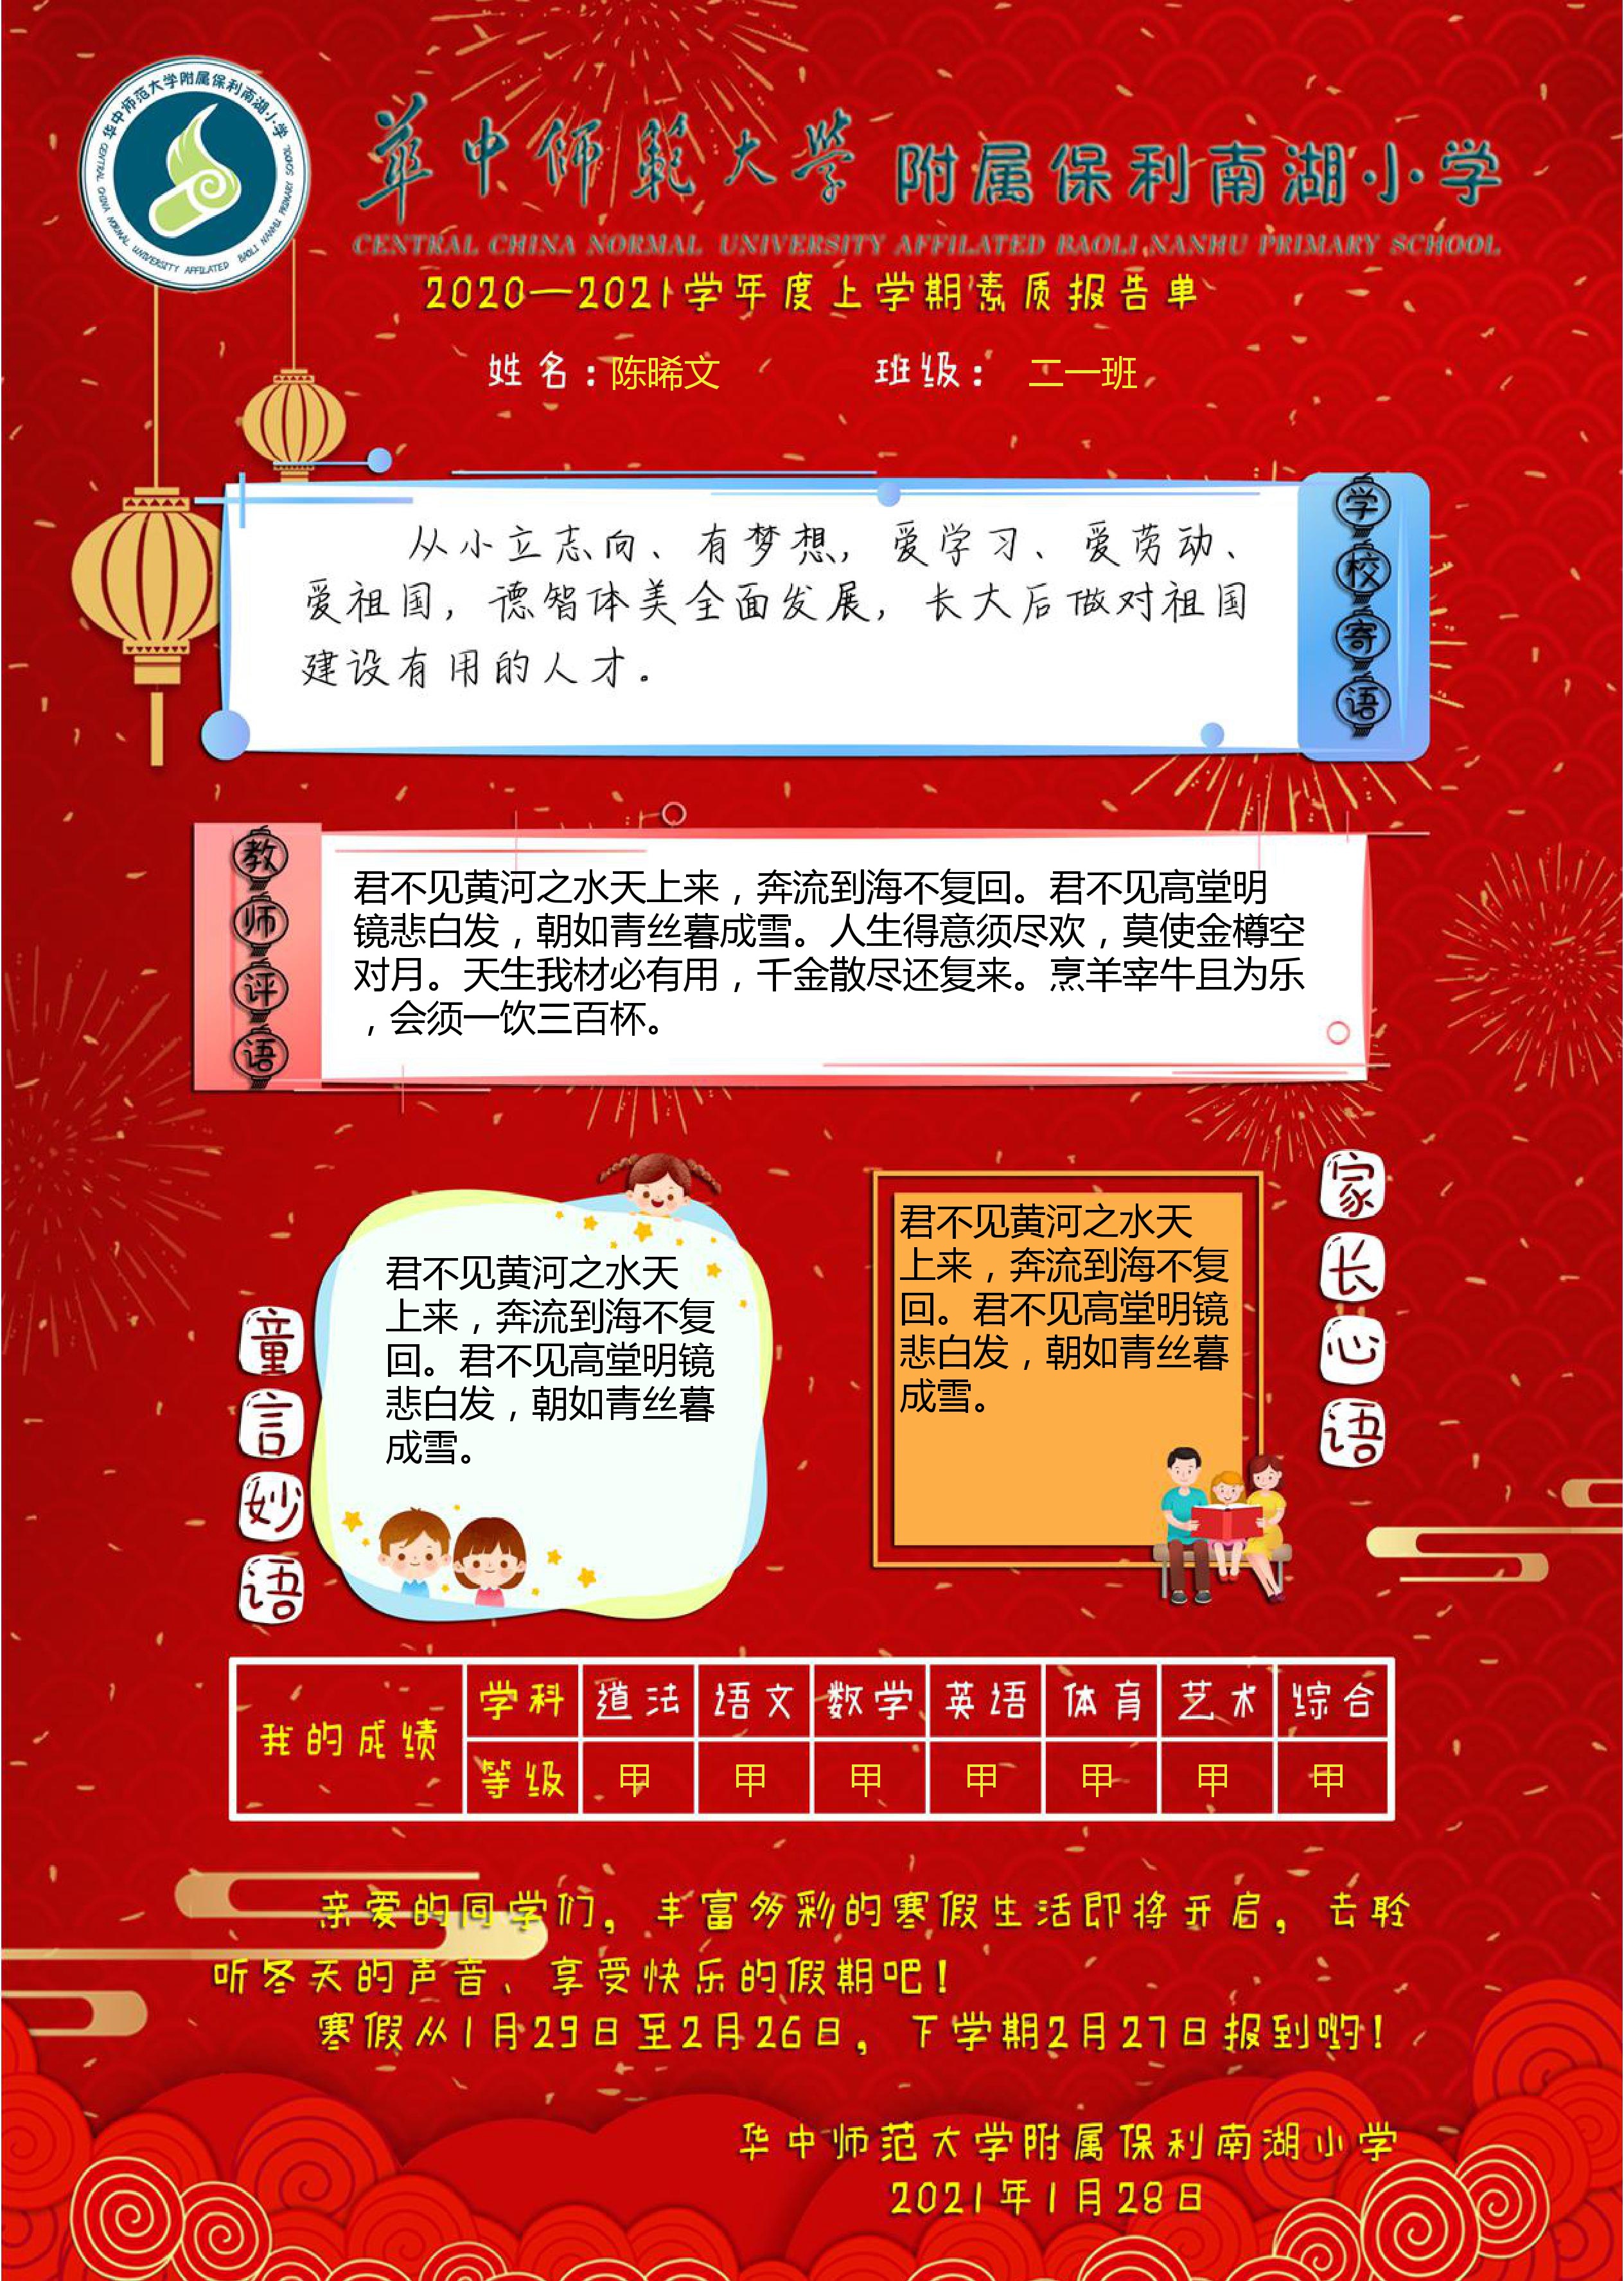 华中师范大学附属保利南湖小学
CENTRAL CHINA NORMAL UNIVERSITY AFFILATED BAOLI NANHU PRIMARY SCHOOL
華中師範大學 附属保利南湖小学
CENTRAL CHINA NORMAL UNIVERSITY AFFILATED BAOLI NANHU PRIMARY SCHOOL
2020—2021学年度上学期素质报告单
姓名：陈晞文 班级： 二一班
学校寄语
从小立志向、有梦想，爱学习、爱劳动、
爱祖国，德智体美全面发展，长大后做对祖国
建设有用的人才。
教师评语
君不见黄河之水天上来，奔流到海不复回。君不见高堂明
镜悲白发，朝如青丝暮成雪。人生得意须尽欢，莫使金樽空
对月。天生我材必有用，千金散尽还复来。烹羊宰牛且为乐
，会须一饮三百杯。
童言妙语
君不见黄河之水天
上来，奔流到海不复
回。君不见高堂明镜
悲白发，朝如青丝暮
成雪。
家长心语
君不见黄河之水天
上来，奔流到海不复
回。君不见高堂明镜
悲白发，朝如青丝暮
成雪。
我的成绩
学科 道法 语文 数学 英语 体育 艺术 综合
等级 甲 甲 甲 甲 甲 甲 甲
亲爱的同学们，丰富多彩的寒假生活即将开启，去聆
听冬天的声音、享受快乐的假期吧！
寒假从1月29日至2月26日，下学期2月27日报到哟！
华中师范大学附属保利南湖小学
2021年1月28日